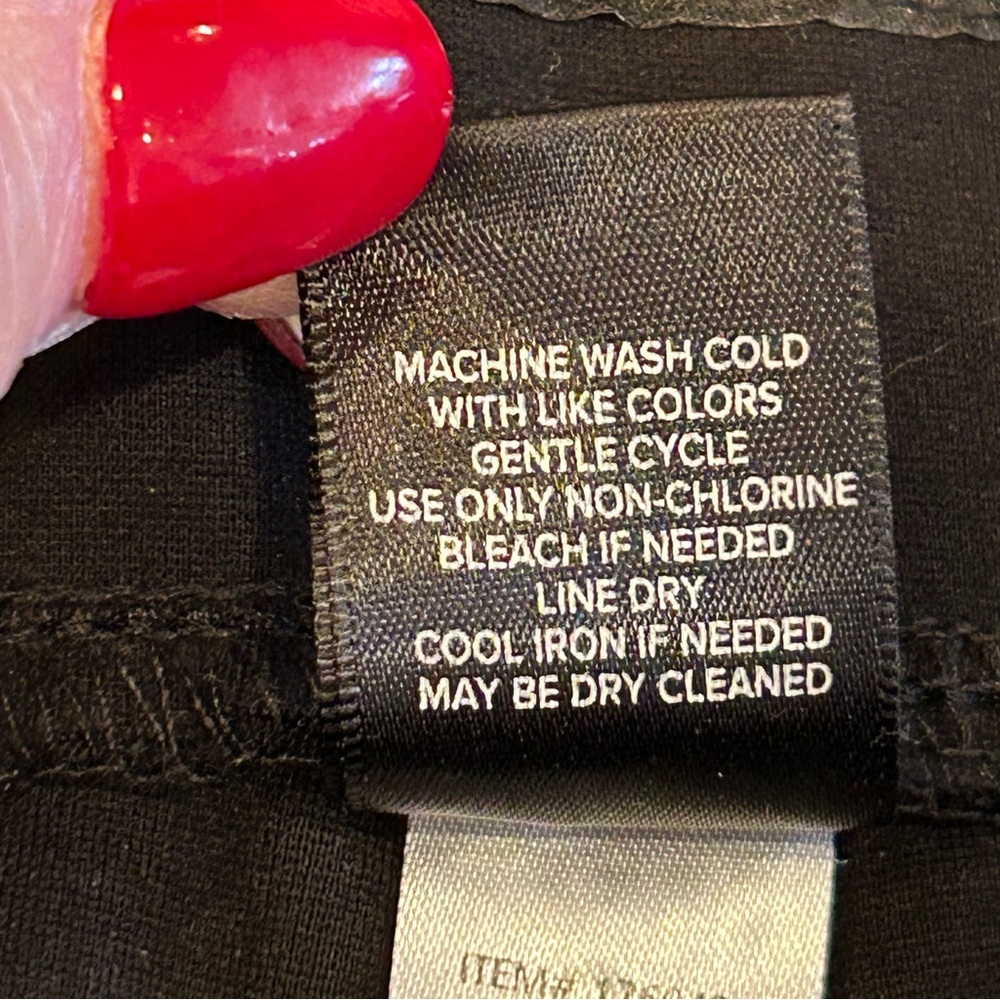 MACHINE WASH COLD
WITH LIKE COLORS
GENTLE CYCLE
USE ONLY NON-CHLORINE
BLEACH IF NEEDED
LINE DRY
COOL IRON IF NEEDED
MAY BE DRY CLEANED
ITEM#